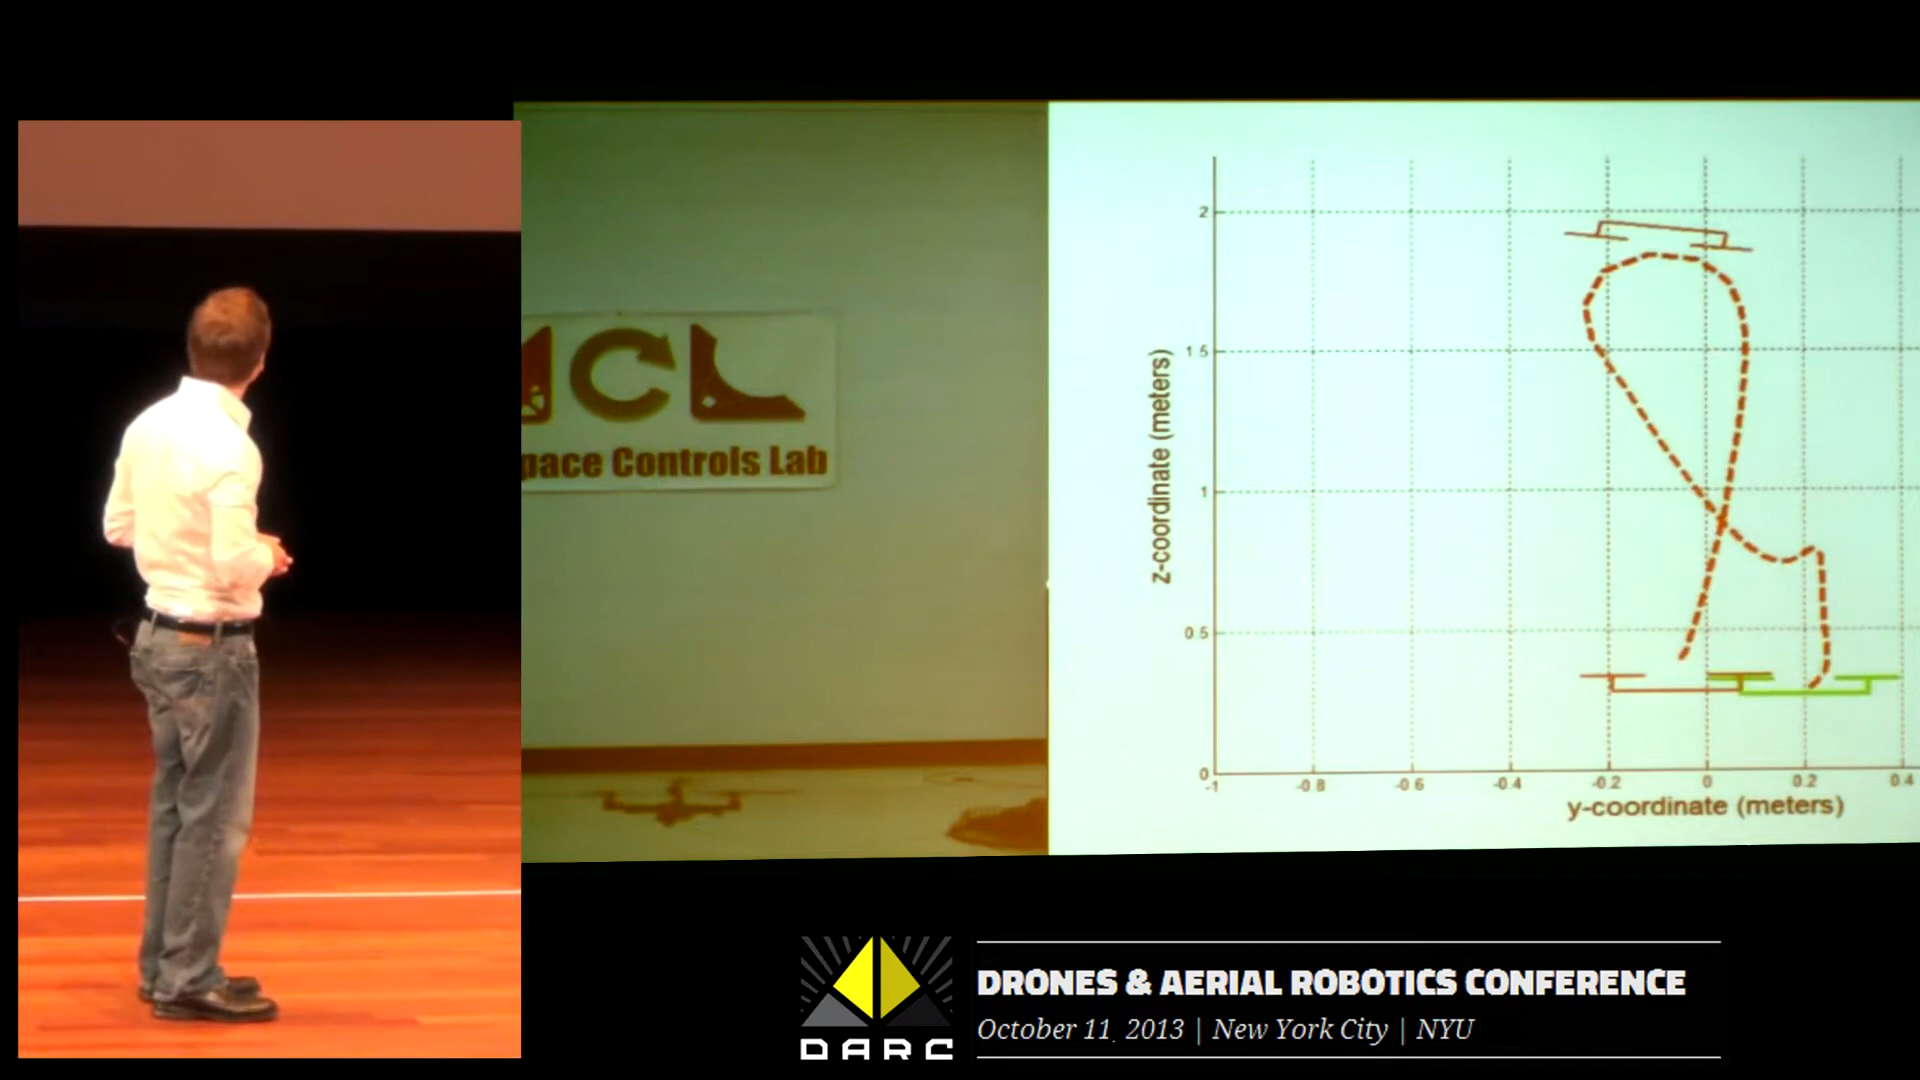 CL
pace Controls Lab
z-coordinate (meters)
2
1.5
1
0.5
0
-1
-0.8
-0.6
-0.4
-0.2
0
0.2
0.4
y-coordinate (meters)
DRONES & AERIAL ROBOTICS CONFERENCE
October 11, 2013 | New York City | NYU
DARC